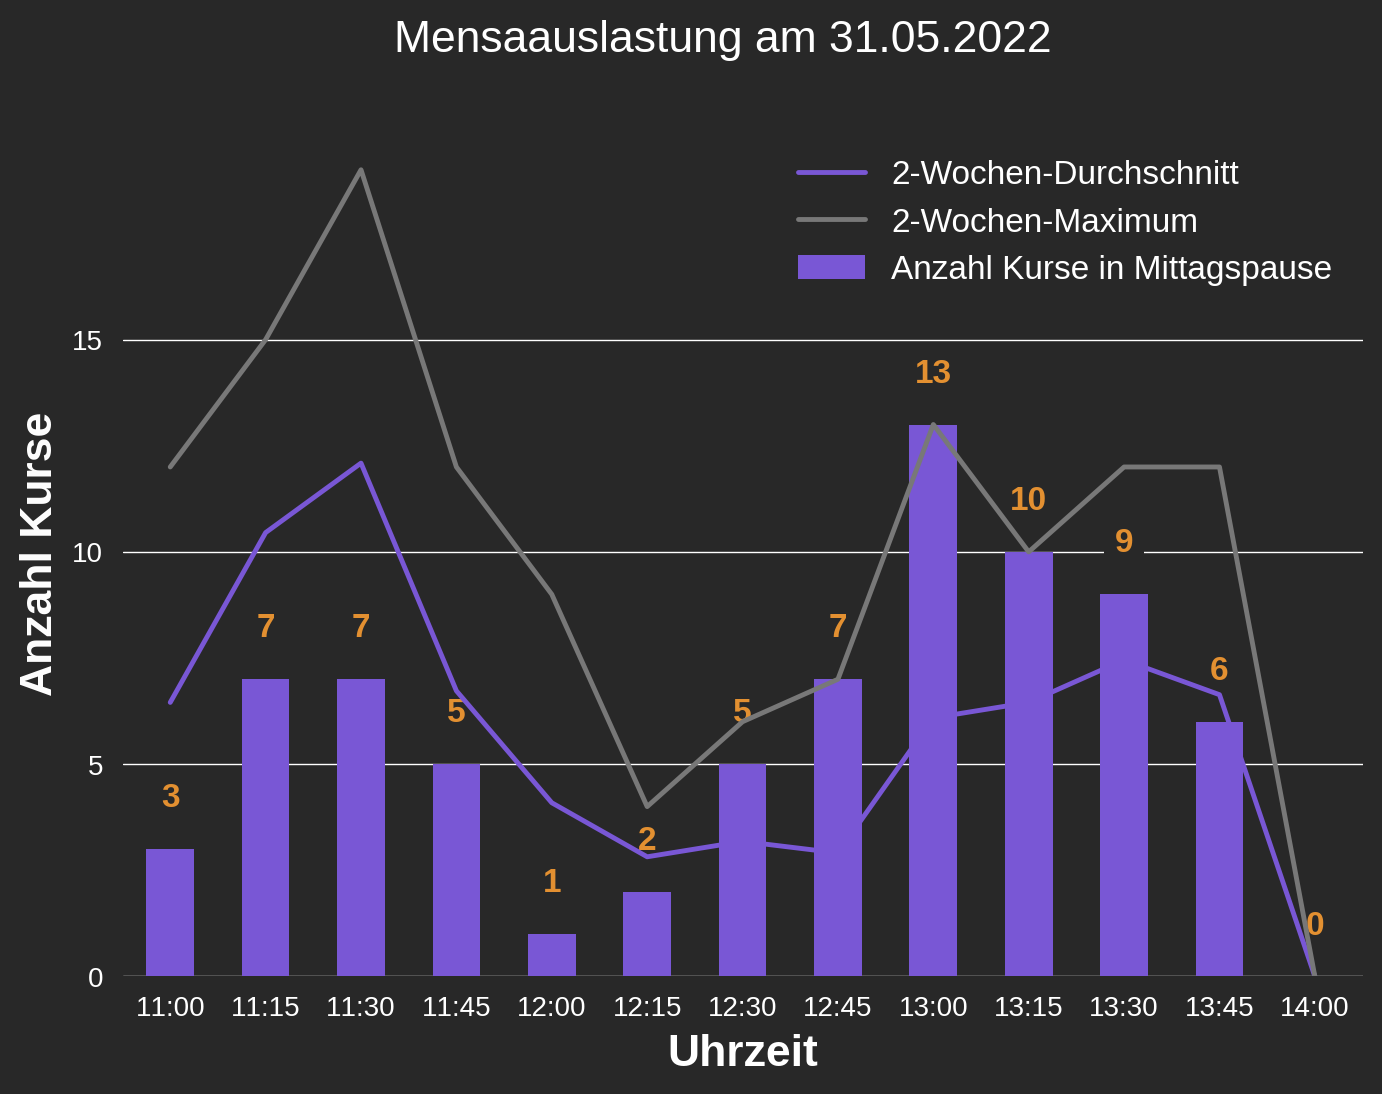 Mensaauslastung am 31.05.2022
2-Wochen-Durchschnitt
2-Wochen-Maximum
Anzahl Kurse in Mittagspause
Anzahl Kurse
15
10
5
0
3
7
7
5
1
2
5
7
13
10
9
6
0
11:00 11:15 11:30 11:45 12:00 12:15 12:30 12:45 13:00 13:15 13:30 13:45 14:00
Uhrzeit